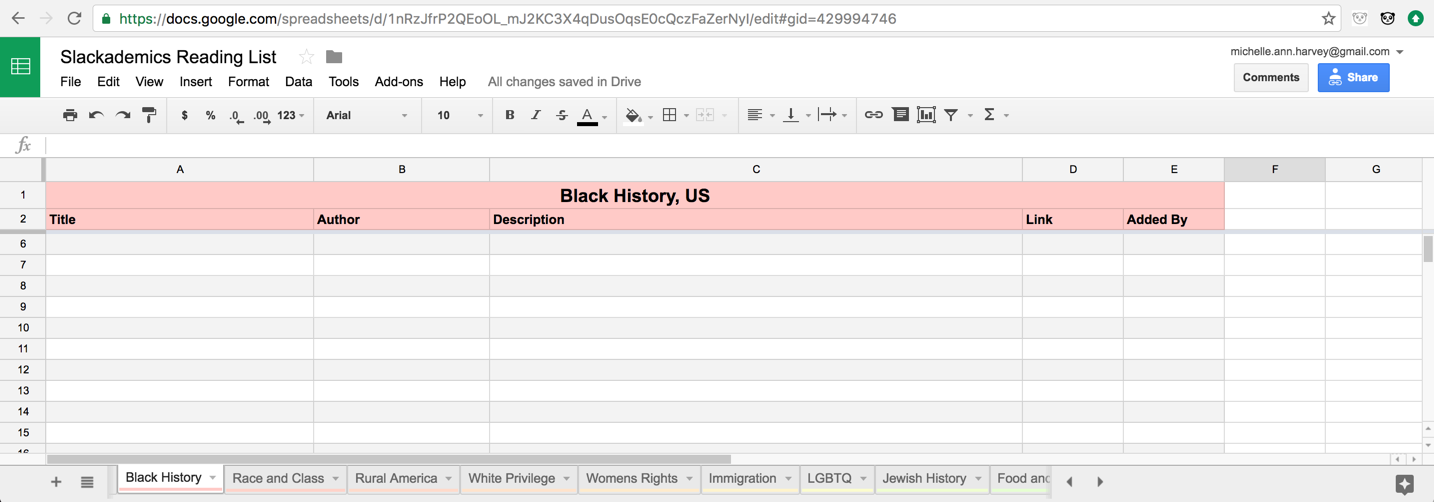 https://docs.google.com/spreadsheets/d/1nRzJfrP2QEoOL_mJ2KC3X4qDusOqsE0cQczFaZerNyI/edit#gid=429994746
Slackademics Reading List
michelle.ann.harvey@gmail.com
File Edit View Insert Format Data Tools Add-ons Help All changes saved in Drive
Comments Share
$ % .0 .00 123 Arial 10 B I S A Σ
fx
A B C D E F G
1 Black History, US
2 Title Author Description Link Added By
6
7
8
9
10
11
12
13
14
15
16
+ Black History Race and Class Rural America White Privilege Womens Rights Immigration LGBTQ Jewish History Food and